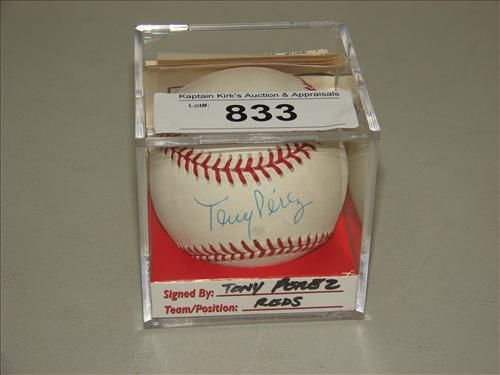 Kaptain Kirk's Auction & Appraisals
Lot#: 833
Tony Pérez
Signed By: TONY PEREZ
Team/Position: REDS